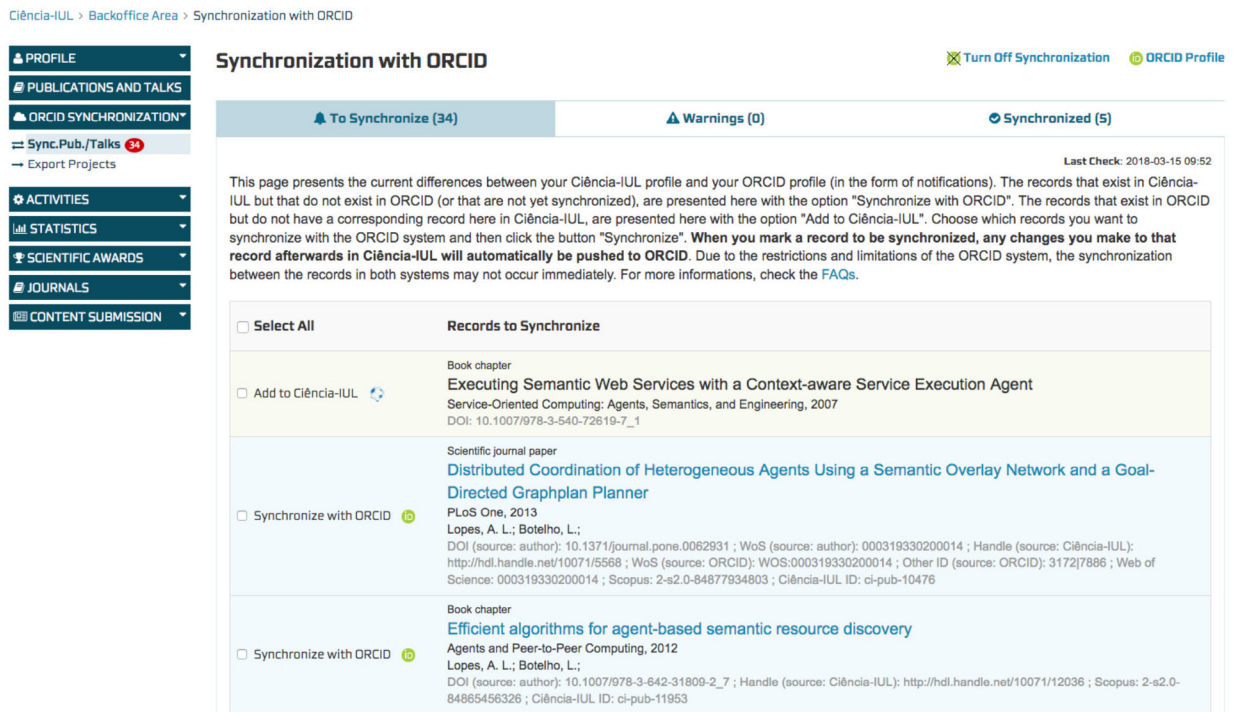 Ciência-IUL > Backoffice Area > Synchronization with ORCID
PROFILE
PUBLICATIONS AND TALKS
ORCID SYNCHRONIZATION
Sync.Pub./Talks 34
Export Projects
ACTIVITIES
STATISTICS
SCIENTIFIC AWARDS
JOURNALS
CONTENT SUBMISSION
Synchronization with ORCID
Turn Off Synchronization
iD ORCID Profile
To Synchronize (34)
Warnings (0)
Synchronized (5)
Last Check: 2018-03-15 09:52
This page presents the current differences between your Ciência-IUL profile and your ORCID profile (in the form of notifications). The records that exist in Ciência-
IUL but that do not exist in ORCID (or that are not yet synchronized), are presented here with the option "Synchronize with ORCID". The records that exist in ORCID
but do not have a corresponding record here in Ciência-IUL, are presented here with the option "Add to Ciência-IUL". Choose which records you want to
synchronize with the ORCID system and then click the button "Synchronize". When you mark a record to be synchronized, any changes you make to that
record afterwards in Ciência-IUL will automatically be pushed to ORCID. Due to the restrictions and limitations of the ORCID system, the synchronization
between the records in both systems may not occur immediately. For more informations, check the FAQs.
Select All
Records to Synchronize
Add to Ciência-IUL
Book chapter
Executing Semantic Web Services with a Context-aware Service Execution Agent
Service-Oriented Computing: Agents, Semantics, and Engineering, 2007
DOI: 10.1007/978-3-540-72619-7_1
Synchronize with ORCID iD
Scientific journal paper
Distributed Coordination of Heterogeneous Agents Using a Semantic Overlay Network and a Goal-
Directed Graphplan Planner
PLoS One, 2013
Lopes, A. L.; Botelho, L.;
DOI (source: author): 10.1371/journal.pone.0062931 ; WoS (source: author): 000319330200014 ; Handle (source: Ciência-IUL):
http://hdl.handle.net/10071/5568 ; WoS (source: ORCID): WOS:000319330200014 ; Other ID (source: ORCID): 3172|7886 ; Web of
Science: 000319330200014 ; Scopus: 2-s2.0-84877934803 ; Ciência-IUL ID: ci-pub-10476
Synchronize with ORCID iD
Book chapter
Efficient algorithms for agent-based semantic resource discovery
Agents and Peer-to-Peer Computing, 2012
Lopes, A. L.; Botelho, L.;
DOI (source: author): 10.1007/978-3-642-31809-2_7 ; Handle (source: Ciência-IUL): http://hdl.handle.net/10071/12036 ; Scopus: 2-s2.0-
84865456326 ; Ciência-IUL ID: ci-pub-11953